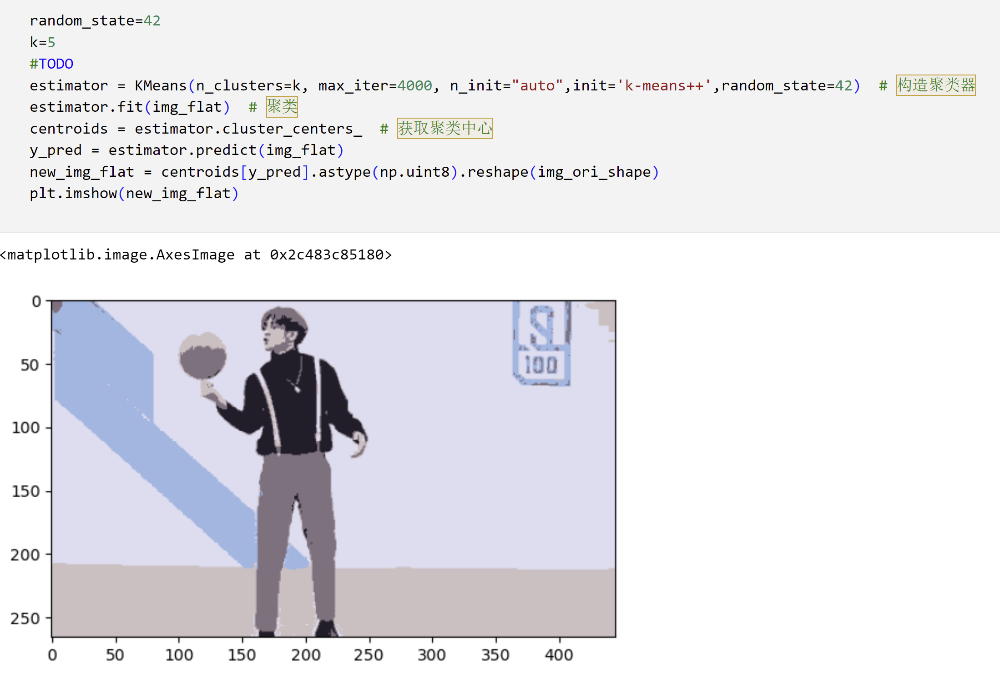 random_state=42
k=5
#TODO
estimator = KMeans(n_clusters=k, max_iter=4000, n_init="auto",init='k-means++',random_state=42)  # 构造聚类器
estimator.fit(img_flat)  # 聚类
centroids = estimator.cluster_centers_  # 获取聚类中心
y_pred = estimator.predict(img_flat)
new_img_flat = centroids[y_pred].astype(np.uint8).reshape(img_ori_shape)
plt.imshow(new_img_flat)
<matplotlib.image.AxesImage at 0x2c483c85180>
0
50
100
150
200
250
100
0 50 100 150 200 250 300 350 400